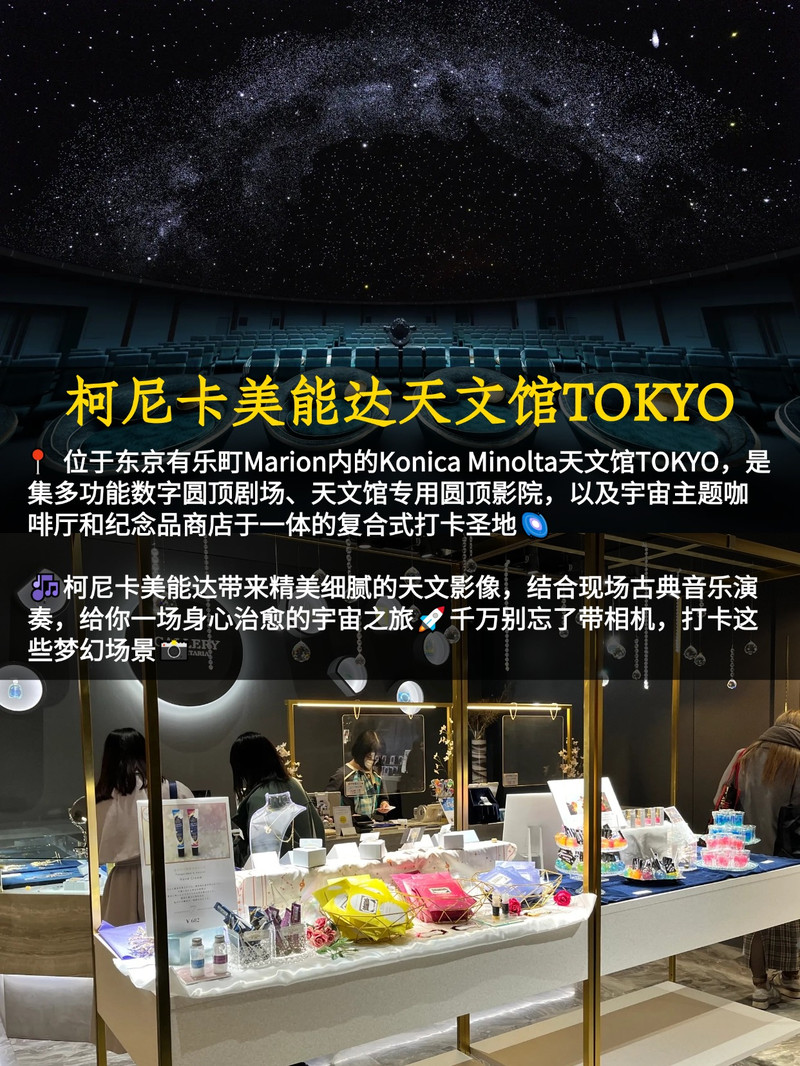 柯尼卡美能达天文馆TOKYO
📍 位于东京有乐町Marion内的Konica Minolta天文馆TOKYO，是
集多功能数字圆顶剧场、天文馆专用圆顶影院，以及宇宙主题咖
啡厅和纪念品商店于一体的复合式打卡圣地🌀
🎶柯尼卡美能达带来精美细腻的天文影像，结合现场古典音乐演
奏，给你一场身心治愈的宇宙之旅🚀千万别忘了带相机，打卡这
些梦幻场景📸
GALLERY